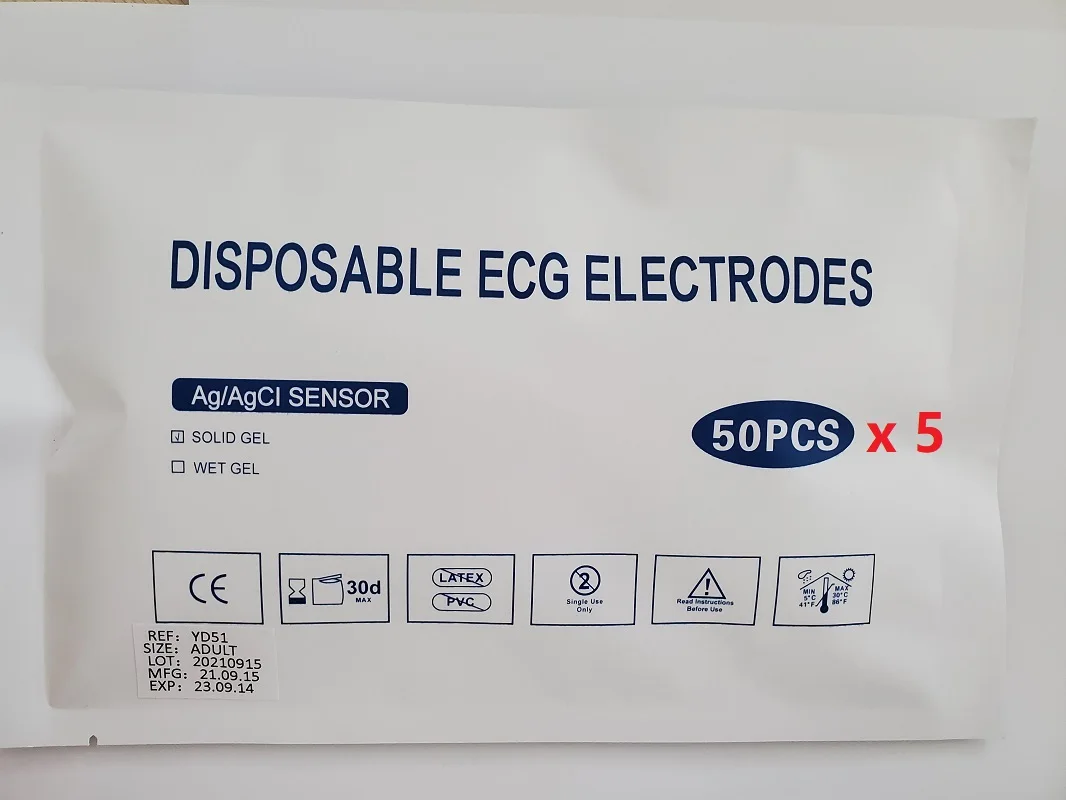 DISPOSABLE ECG ELECTRODES
Ag/AgCl SENSOR
SOLID GEL
WET GEL
50PCS x 5
CE
30d
MAX
LATEX
PVC
2
Single Use
Only
Read Instructions
Before Use
MIN
5°C
41°F
MAX
30°C
86°F
REF: YD51
SIZE: ADULT
LOT: 20210915
MFG: 21.09.15
EXP: 23.09.14